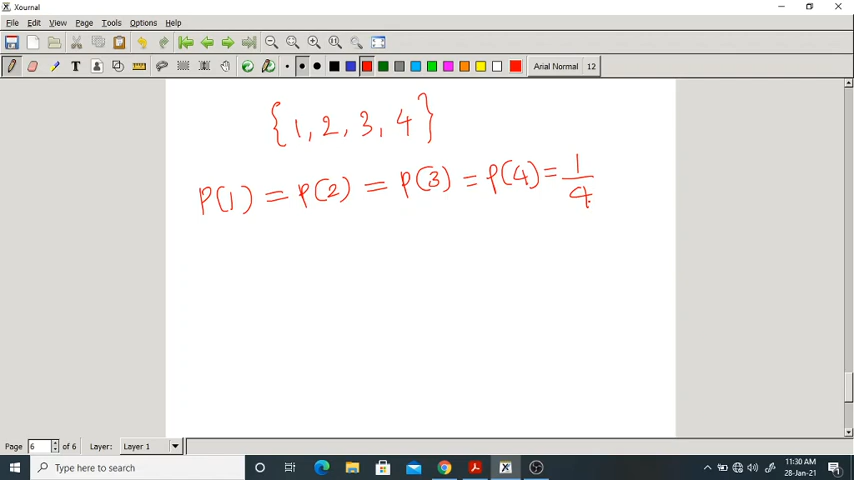 Xournal
File Edit View Page Tools Options Help
Arial Normal 12
{1, 2, 3, 4}
P(1) = P(2) = P(3) = P(4) = 1/4
Page 6 of 6 Layer: Layer 1
Type here to search
11:30 AM
28-Jan-21